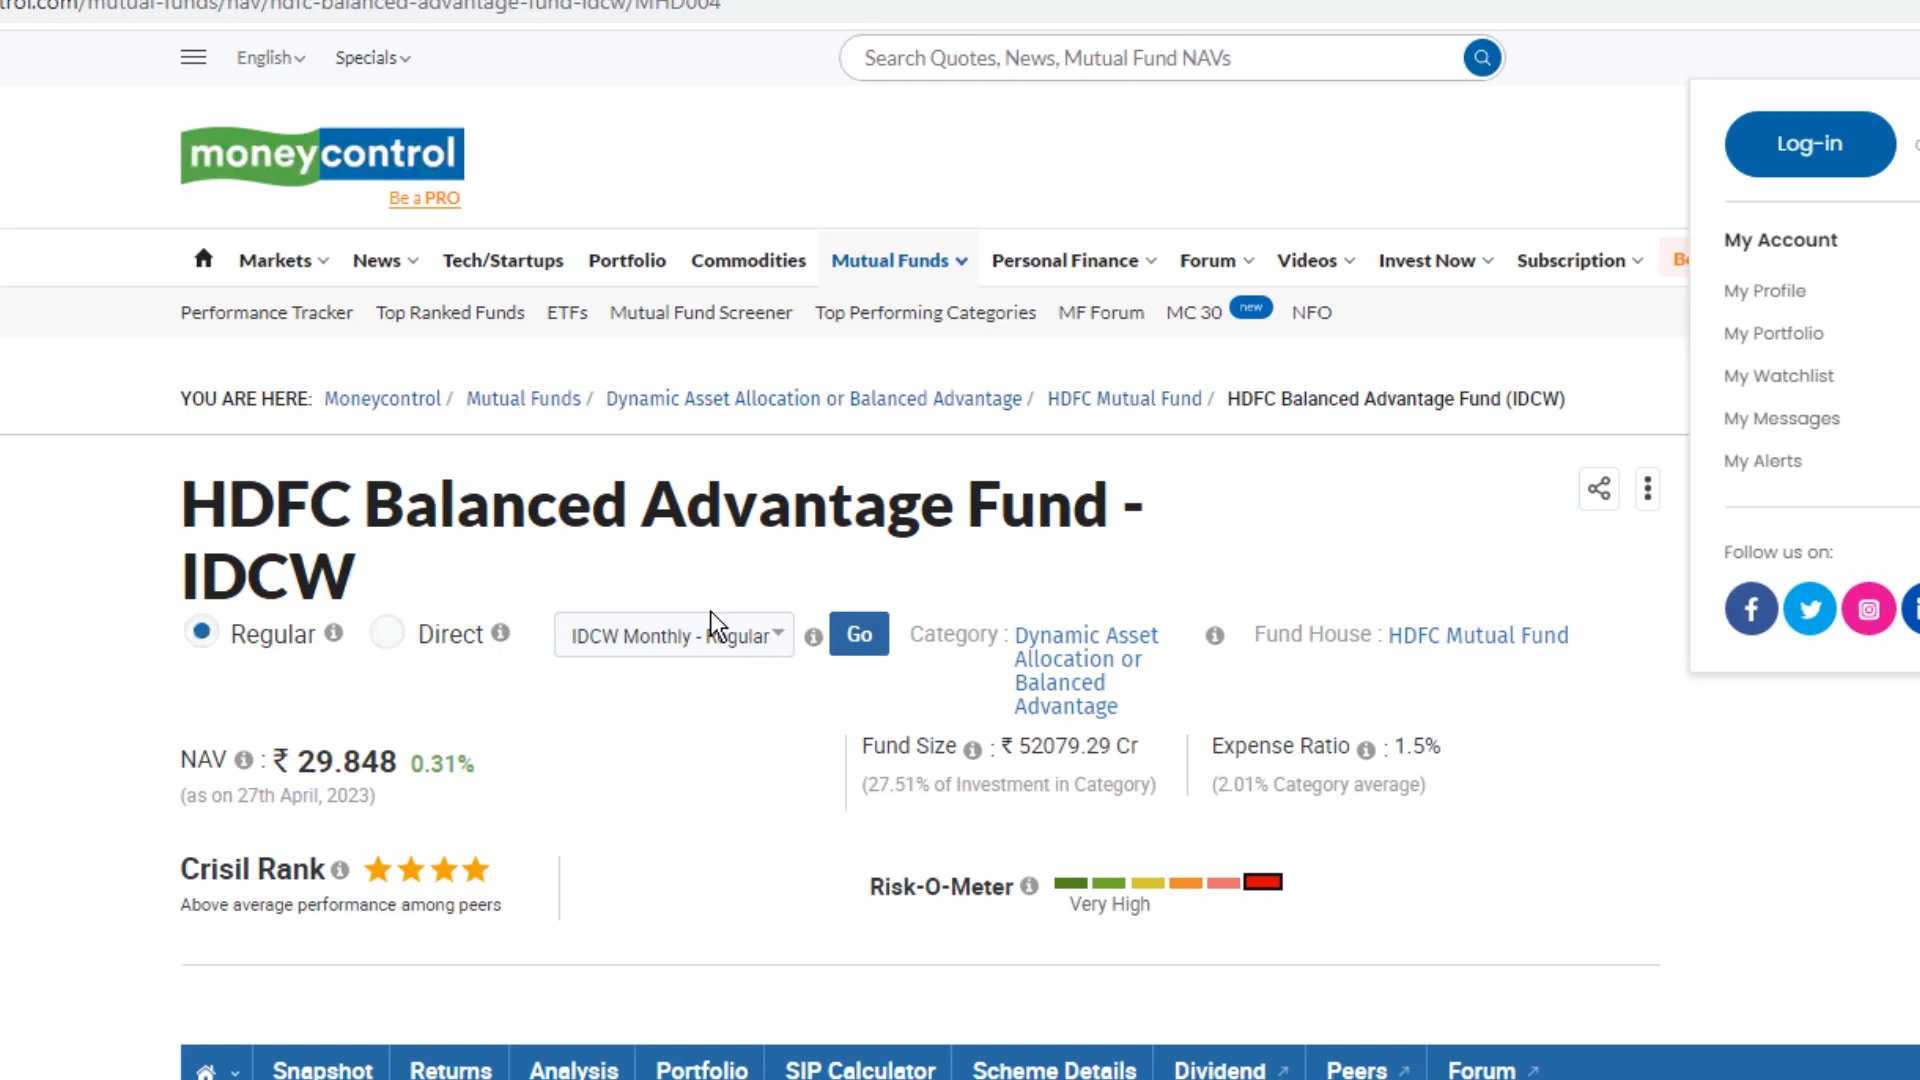 trol.com/mutual-funds/nav/hdfc-balanced-advantage-fund-idcw/MHD004
English Specials Search Quotes, News, Mutual Fund NAVs
moneycontrol
Be a PRO
Log-in
Markets News Tech/Startups Portfolio Commodities Mutual Funds Personal Finance Forum Videos Invest Now Subscription
Performance Tracker Top Ranked Funds ETFs Mutual Fund Screener Top Performing Categories MF Forum MC 30 new NFO
My Account
My Profile
My Portfolio
My Watchlist
My Messages
My Alerts
Follow us on:
YOU ARE HERE: Moneycontrol / Mutual Funds / Dynamic Asset Allocation or Balanced Advantage / HDFC Mutual Fund / HDFC Balanced Advantage Fund (IDCW)
HDFC Balanced Advantage Fund -
IDCW
Regular Direct IDCW Monthly - Regular Go Category : Dynamic Asset
Allocation or
Balanced
Advantage
Fund House : HDFC Mutual Fund
NAV : ₹ 29.848 0.31%
(as on 27th April, 2023)
Fund Size : ₹ 52079.29 Cr
(27.51% of Investment in Category)
Expense Ratio : 1.5%
(2.01% Category average)
Crisil Rank
Above average performance among peers
Risk-O-Meter
Very High
Snapshot Returns Analysis Portfolio SIP Calculator Scheme Details Dividend Peers Forum